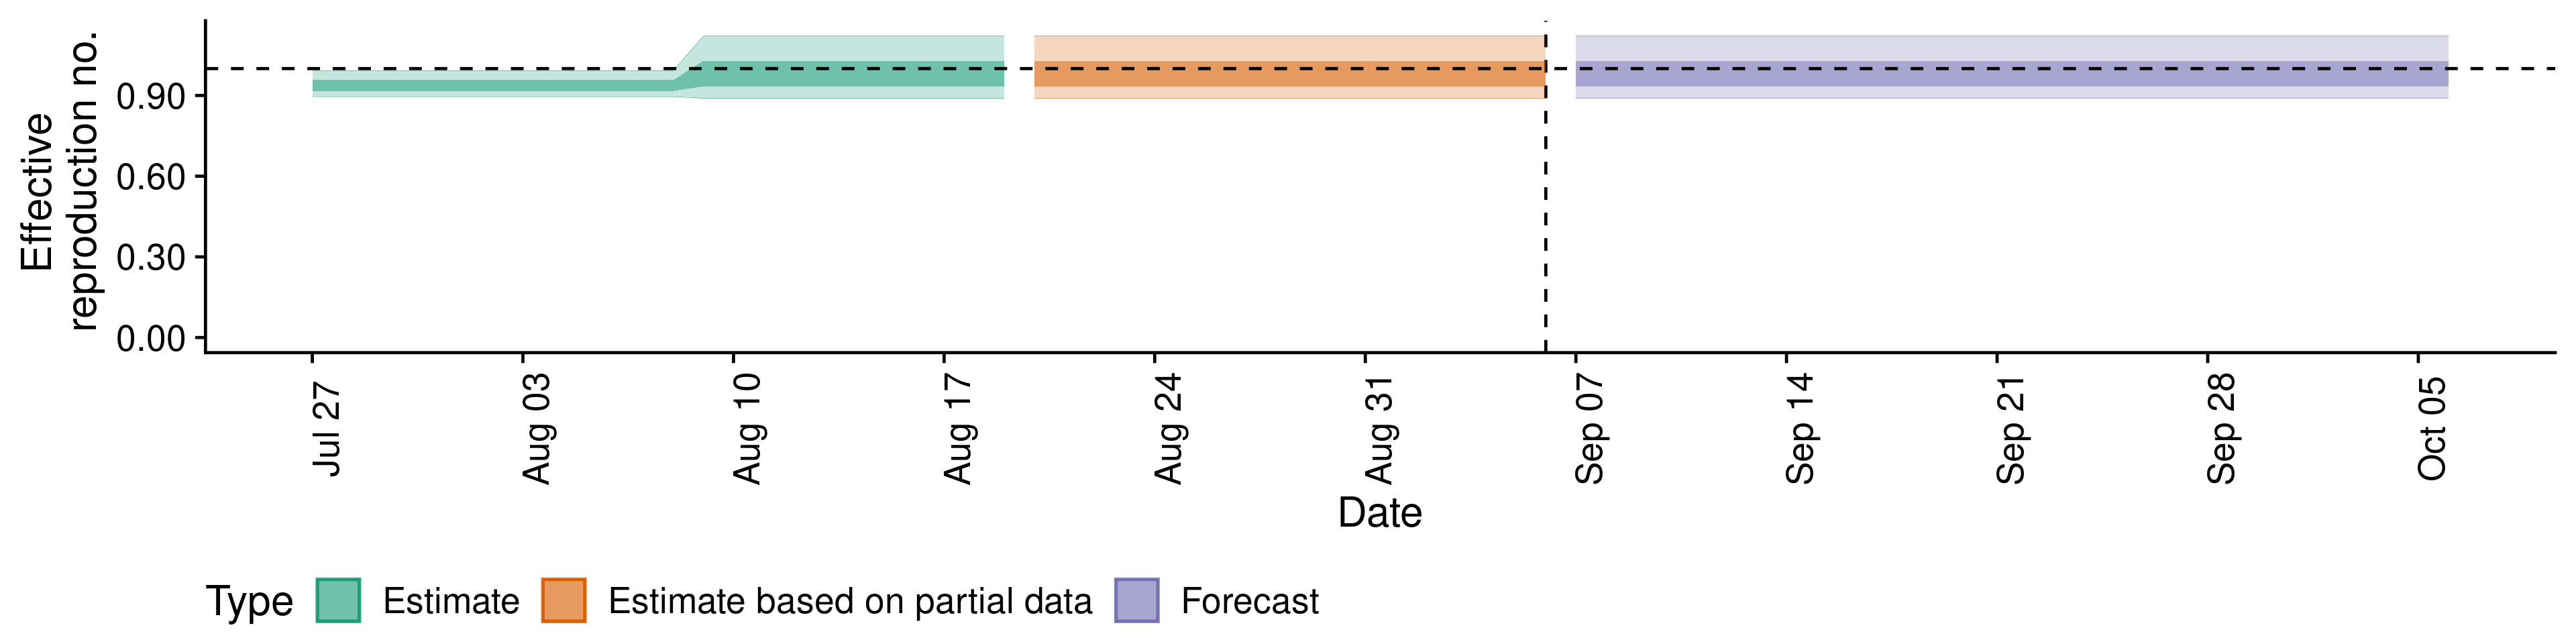 Effective
reproduction no.
0.90
0.60
0.30
0.00
Jul 27
Aug 03
Aug 10
Aug 17
Aug 24
Aug 31
Sep 07
Sep 14
Sep 21
Sep 28
Oct 05
Date
Type Estimate Estimate based on partial data Forecast